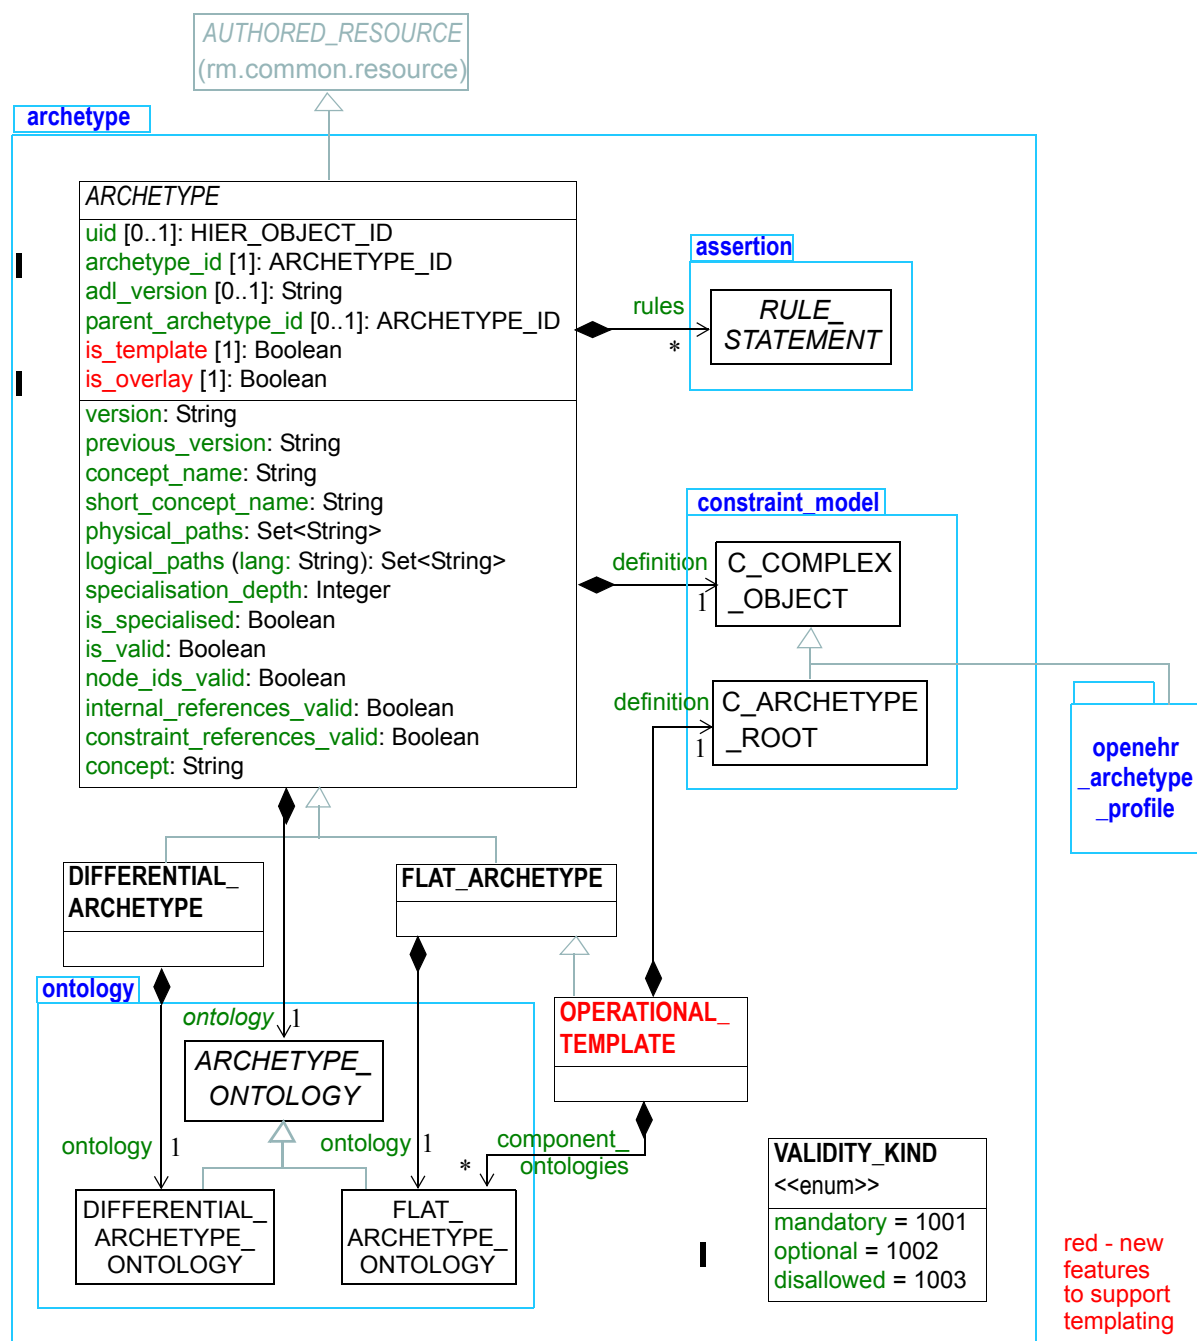 AUTHORED_RESOURCE
(rm.common.resource)
archetype
ARCHETYPE
uid [0..1]: HIER_OBJECT_ID
archetype_id [1]: ARCHETYPE_ID
adl_version [0..1]: String
parent_archetype_id [0..1]: ARCHETYPE_ID
is_template [1]: Boolean
is_overlay [1]: Boolean
version: String
previous_version: String
concept_name: String
short_concept_name: String
physical_paths: Set<String>
logical_paths (lang: String): Set<String>
specialisation_depth: Integer
is_specialised: Boolean
is_valid: Boolean
node_ids_valid: Boolean
internal_references_valid: Boolean
constraint_references_valid: Boolean
concept: String
rules
*
assertion
RULE_
STATEMENT
constraint_model
definition
1
C_COMPLEX
_OBJECT
definition
1
C_ARCHETYPE
_ROOT
openehr
_archetype
_profile
DIFFERENTIAL_
ARCHETYPE
FLAT_ARCHETYPE
ontology
ontology 1
ARCHETYPE_
ONTOLOGY
OPERATIONAL_
TEMPLATE
ontology 1
ontology 1
component_
ontologies
*
DIFFERENTIAL_
ARCHETYPE_
ONTOLOGY
FLAT_
ARCHETYPE_
ONTOLOGY
VALIDITY_KIND
<<enum>>
mandatory = 1001
optional = 1002
disallowed = 1003
red - new
features
to support
templating